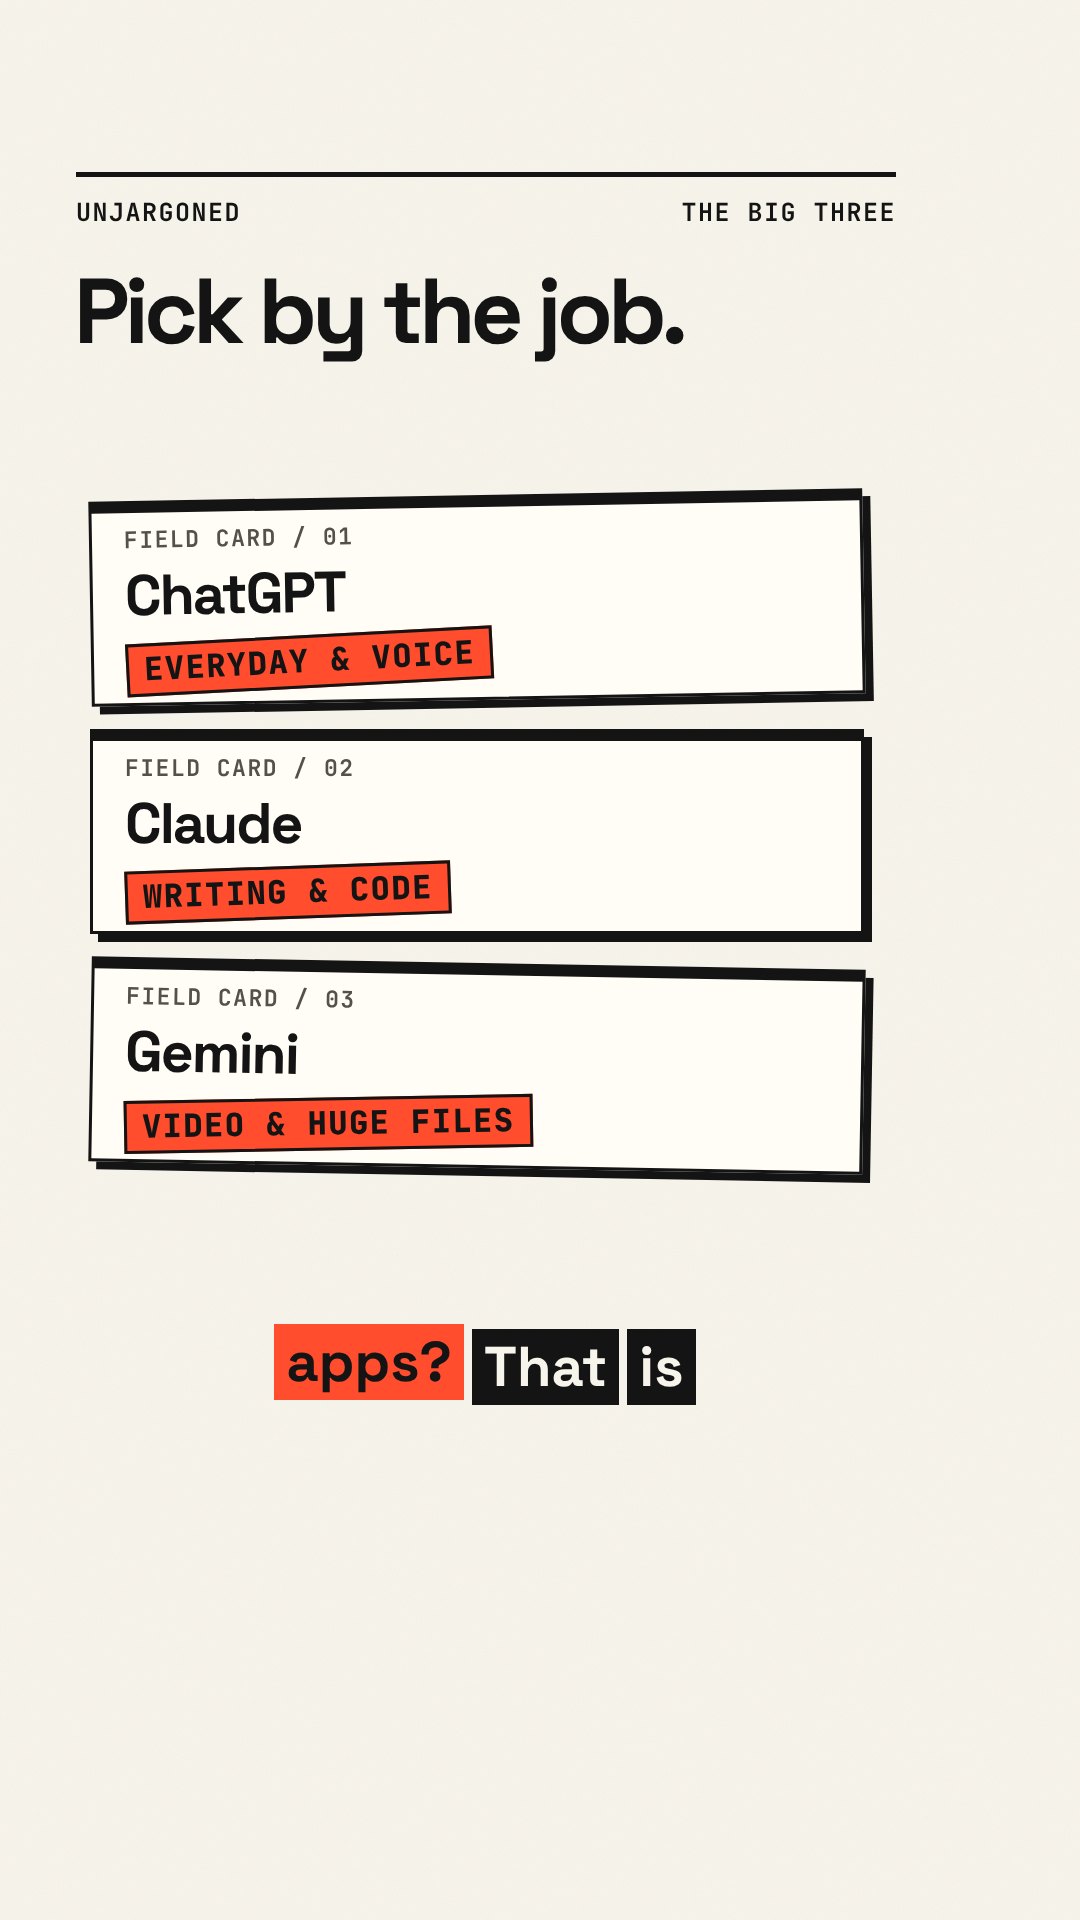 UNJARGONED THE BIG THREE
Pick by the job.
FIELD CARD / 01
ChatGPT
EVERYDAY & VOICE
FIELD CARD / 02
Claude
WRITING & CODE
FIELD CARD / 03
Gemini
VIDEO & HUGE FILES
apps? That is